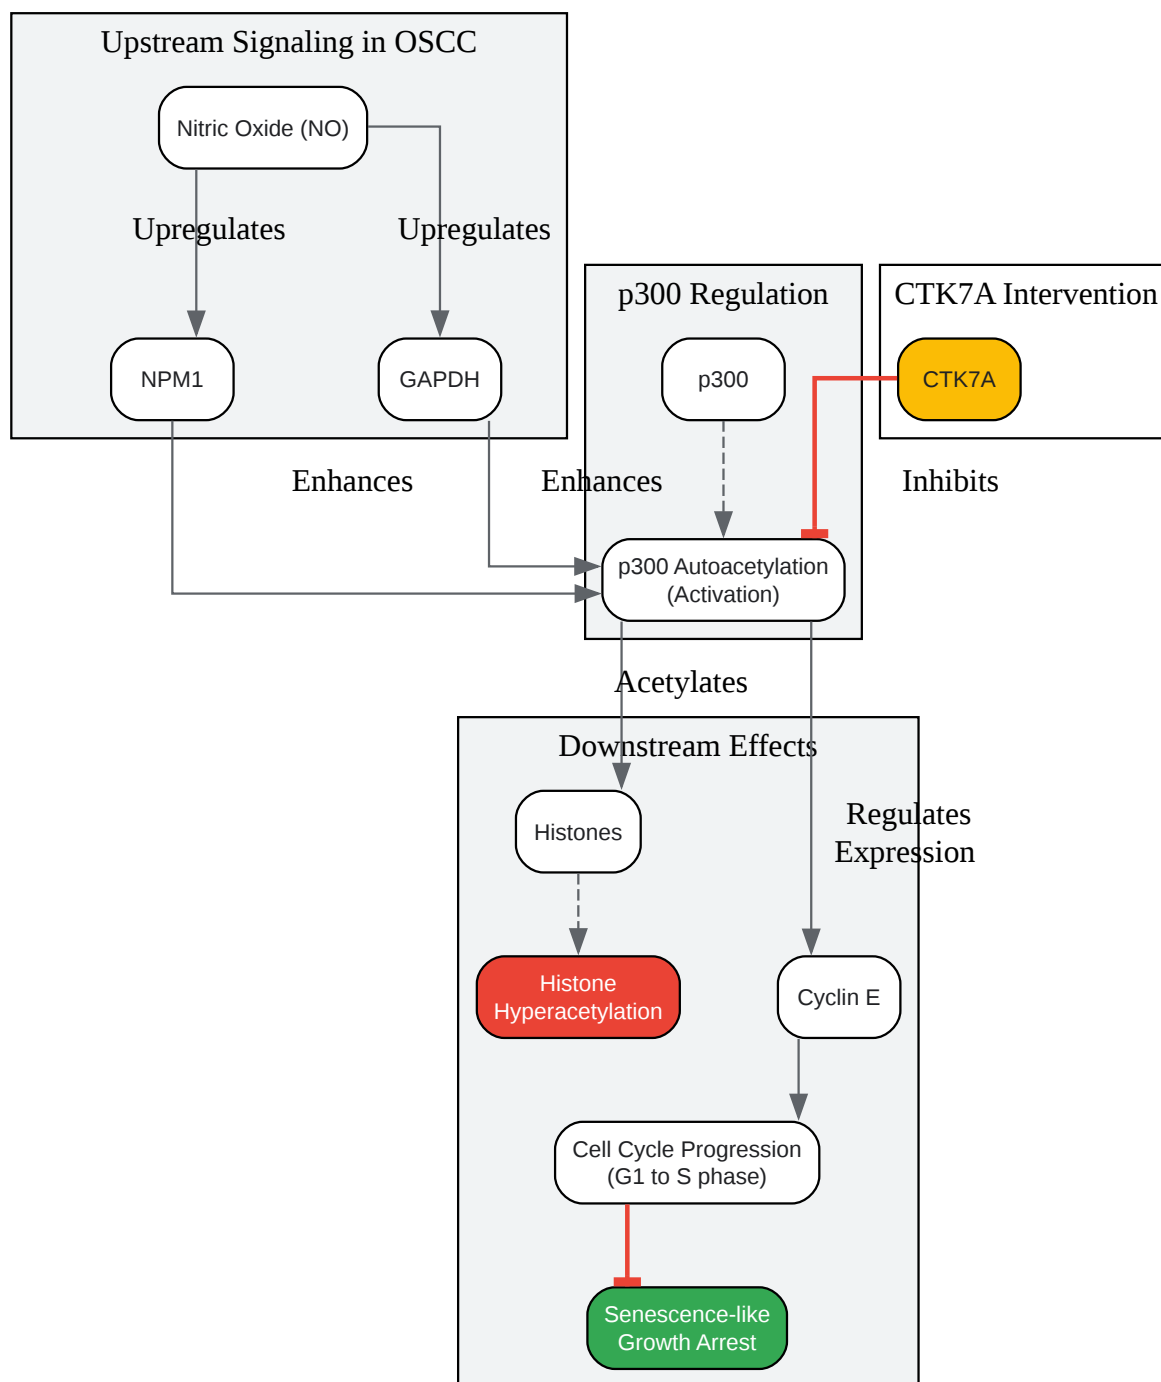 Upstream Signaling in OSCC
Nitric Oxide (NO)
Upregulates
Upregulates
NPM1
GAPDH
p300 Regulation
p300
CTK7A Intervention
CTK7A
Enhances
Enhances
Inhibits
p300 Autoacetylation
(Activation)
Acetylates
Downstream Effects
Histones
Regulates
Expression
Histone
Hyperacetylation
Cyclin E
Cell Cycle Progression
(G1 to S phase)
Senescence-like
Growth Arrest